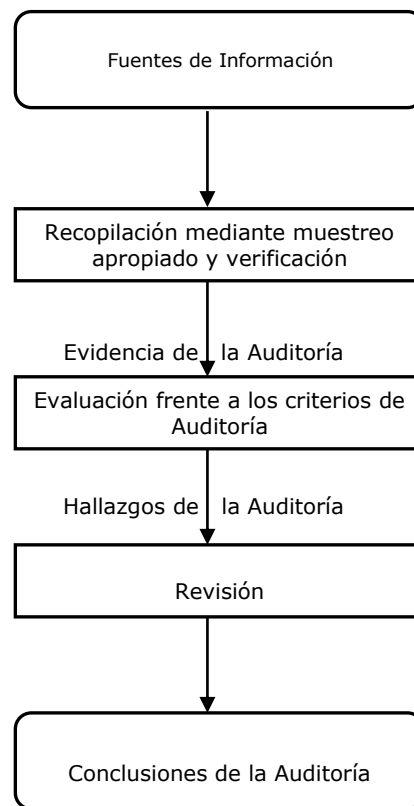 Fuentes de Información
Recopilación mediante muestreo
apropiado y verificación
Evidencia de la Auditoría
Evaluación frente a los criterios de
Auditoría
Hallazgos de la Auditoría
Revisión
Conclusiones de la Auditoría